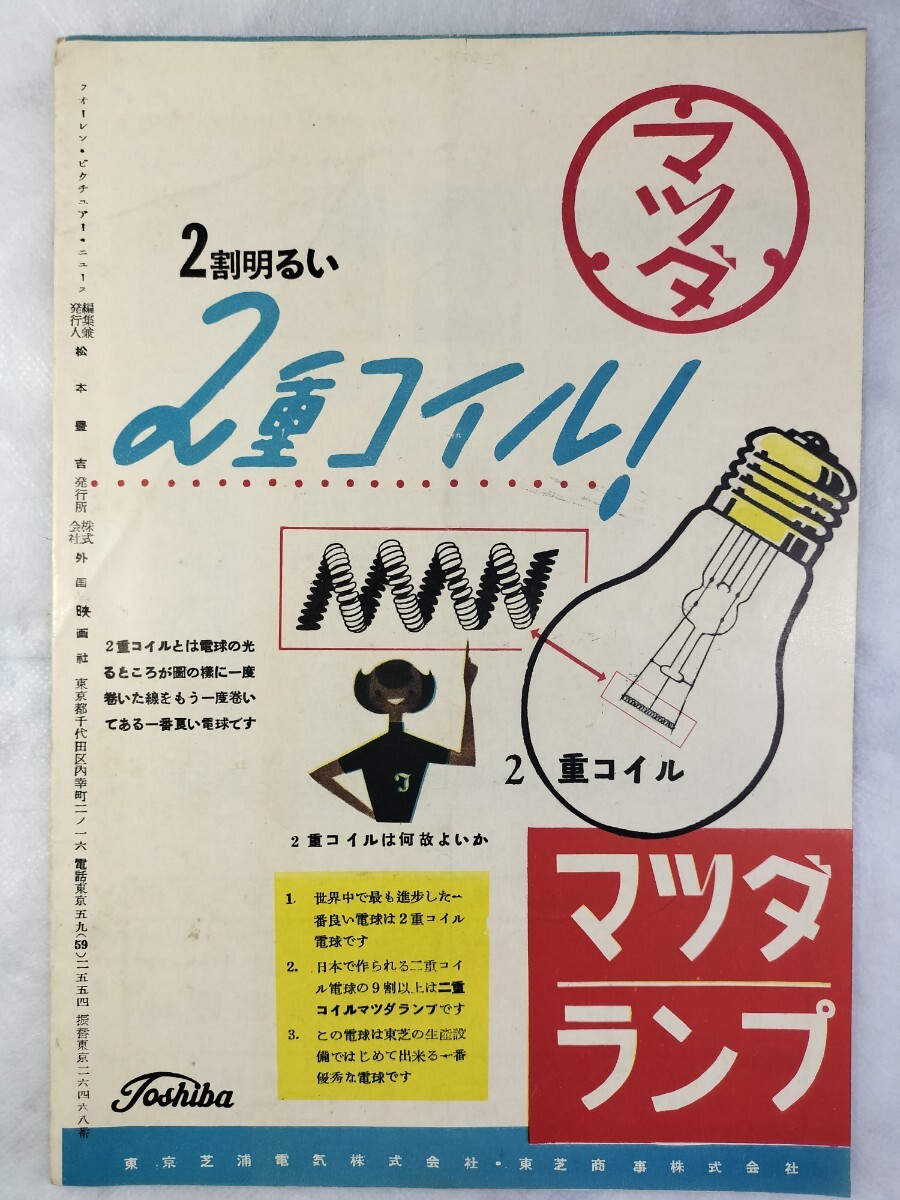 マツダ
2割明るい
2重コイル!
2重コイルとは電球の光
るところが圖の様に一度
巻いた線をもう一度巻い
てある一番良い電球です
2重コイル
2重コイルは何故よいか
1. 世界中で最も進歩した一
番良い電球は2重コイル
電球です
2. 日本で作られる二重コイ
ル電球の9割以上は二重
コイルマツダランプです
3. この電球は東芝の生産設
備ではじめて出来る一番
優秀な電球です
マツダ
ランプ
Toshiba
東京芝浦電気株式会社・東芝商事株式会社
フオーレン・ピクチュアー・ニュース 編集兼発行人 松本豊吉 発行所 株式会社 外国映画社 東京都千代田区内幸町二ノ一六 電話東京五九(59)二五五四 振替東京二六四六八番